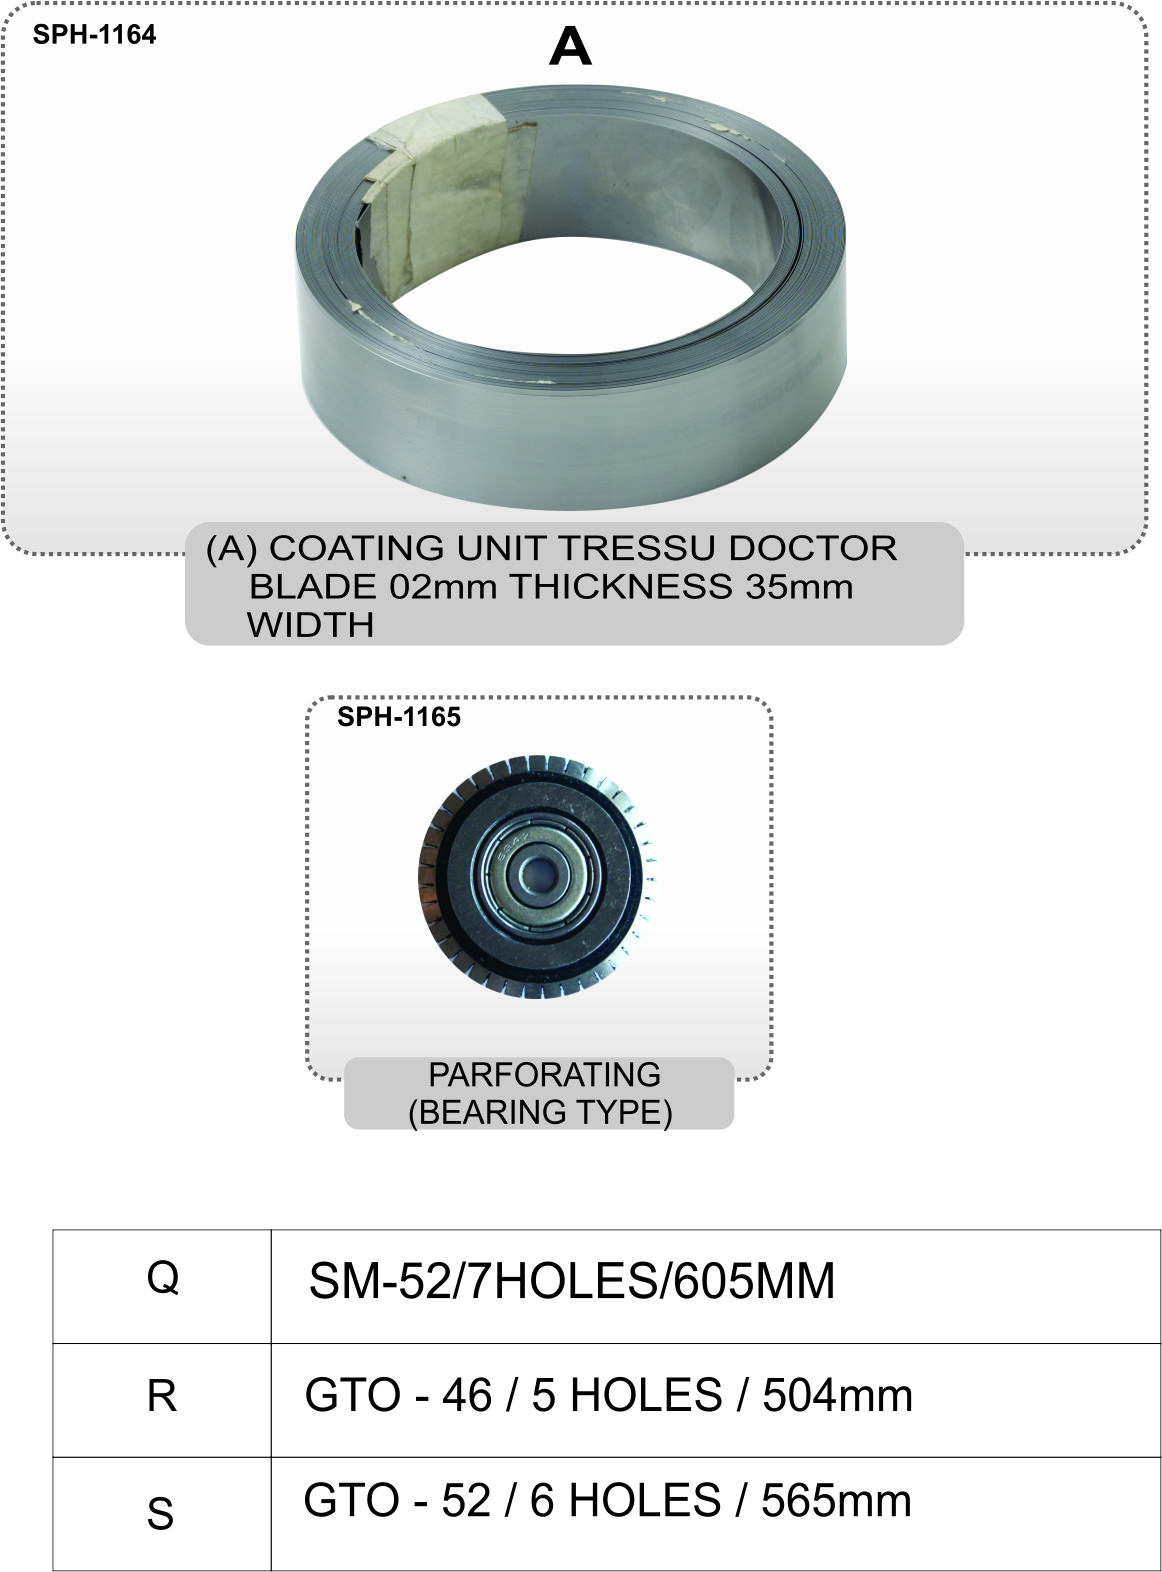 SPH-1164
A
(A) COATING UNIT TRESSU DOCTOR
BLADE 02mm THICKNESS 35mm
WIDTH
SPH-1165
PARFORATING
(BEARING TYPE)
Q SM-52/7HOLES/605MM
R GTO - 46 / 5 HOLES / 504mm
S GTO - 52 / 6 HOLES / 565mm